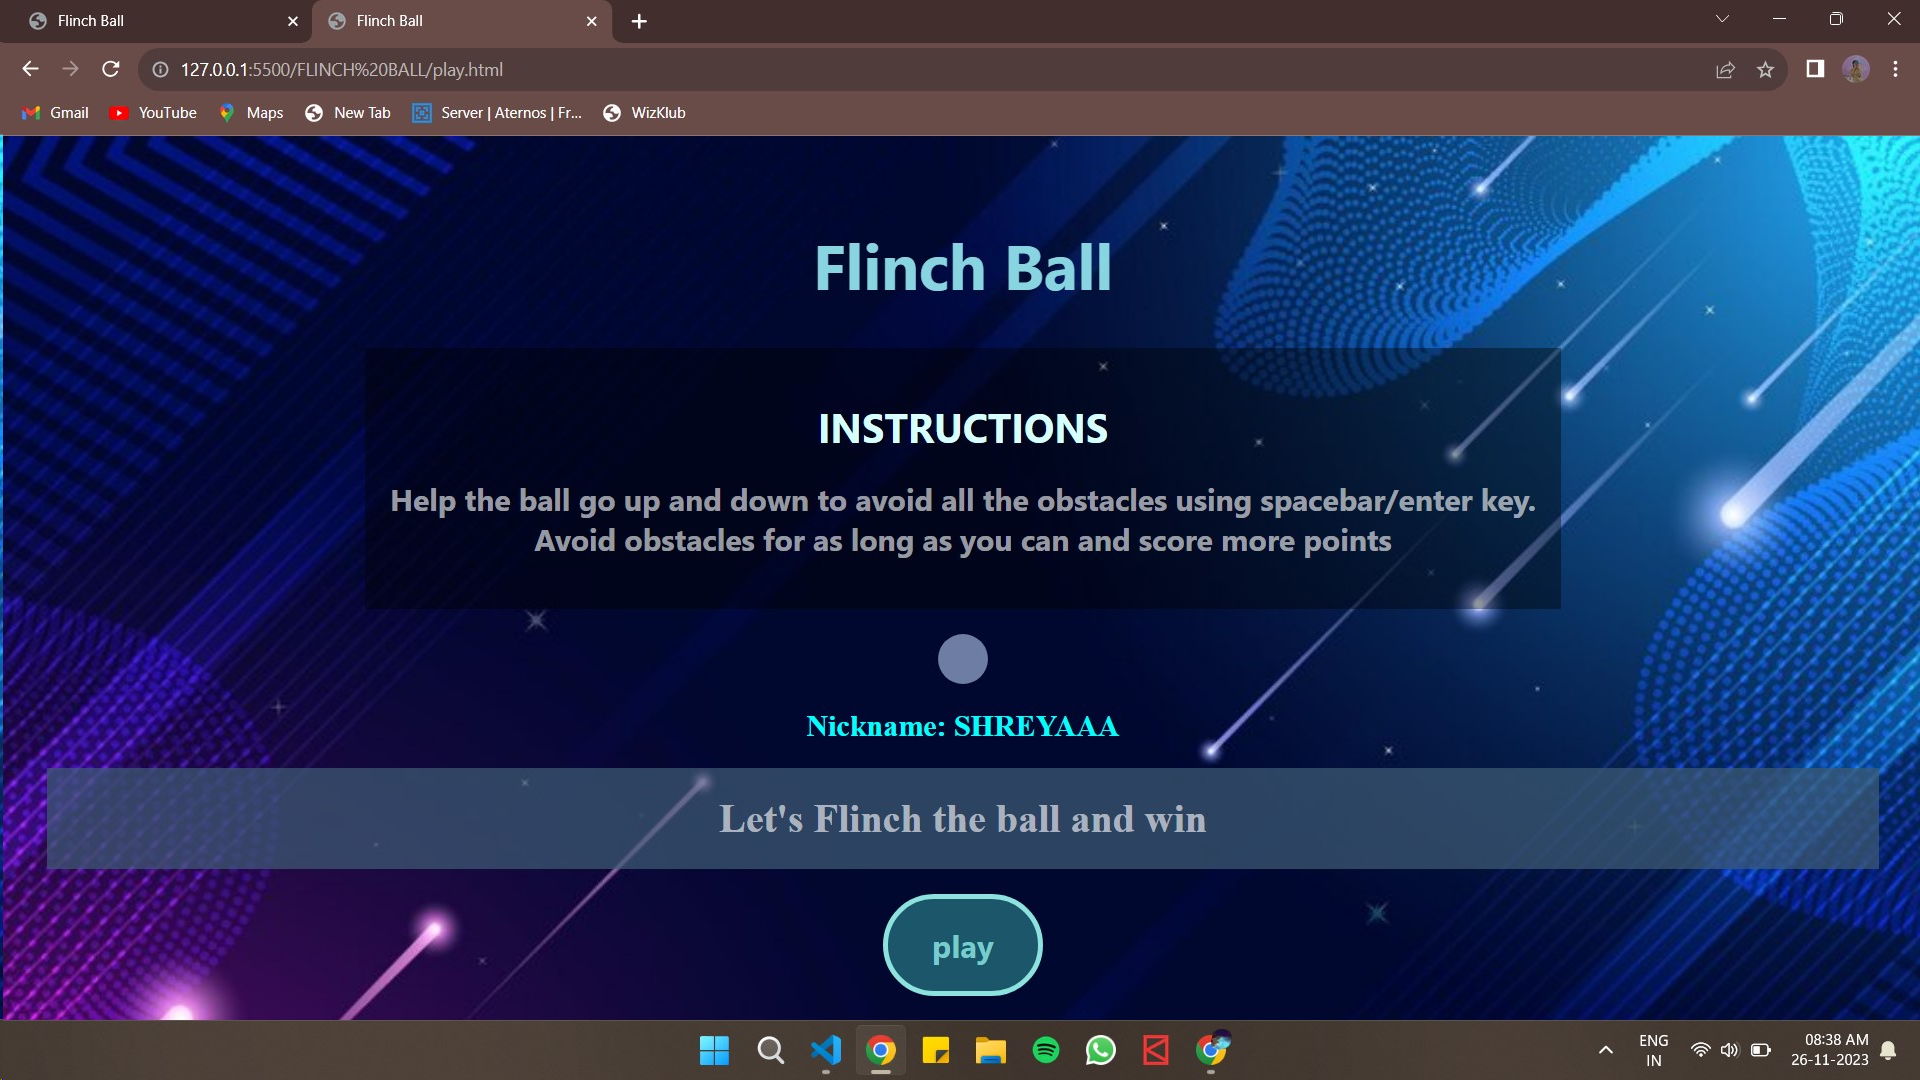 Flinch Ball
Flinch Ball
127.0.0.1:5500/FLINCH%20BALL/play.html
Gmail
YouTube
Maps
New Tab
Server | Aternos | Fr...
WizKlub
Flinch Ball
INSTRUCTIONS
Help the ball go up and down to avoid all the obstacles using spacebar/enter key.
Avoid obstacles for as long as you can and score more points
Nickname: SHREYAAA
Let's Flinch the ball and win
play
ENG
IN
08:38 AM
26-11-2023